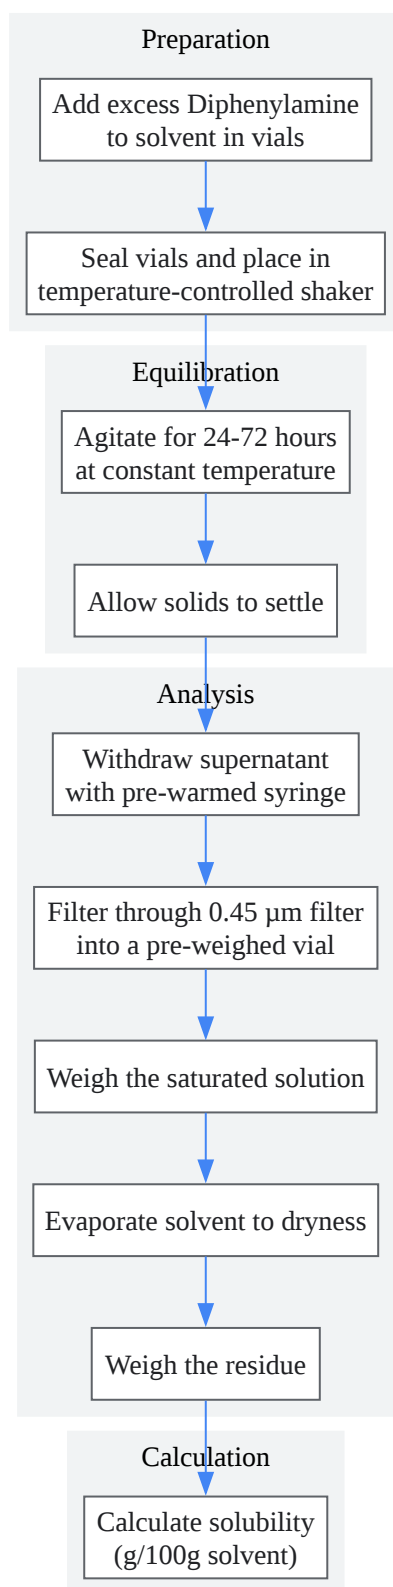 Preparation
Add excess Diphenylamine
to solvent in vials
Seal vials and place in
temperature-controlled shaker
Equilibration
Agitate for 24-72 hours
at constant temperature
Allow solids to settle
Analysis
Withdraw supernatant
with pre-warmed syringe
Filter through 0.45 µm filter
into a pre-weighed vial
Weigh the saturated solution
Evaporate solvent to dryness
Weigh the residue
Calculation
Calculate solubility
(g/100g solvent)